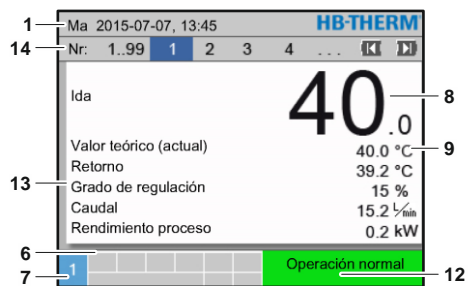 1 Ma 2015-07-07, 13:45 HB-THERM
14 Nr: 1..99 1 2 3 4 ...
Ida 40.0 8
Valor teórico (actual) 40.0 °C 9
Retorno 39.2 °C
13 Grado de regulación 15 %
Caudal 15.2 L/min
Rendimiento proceso 0.2 kW
6
7 1 Operación normal 12